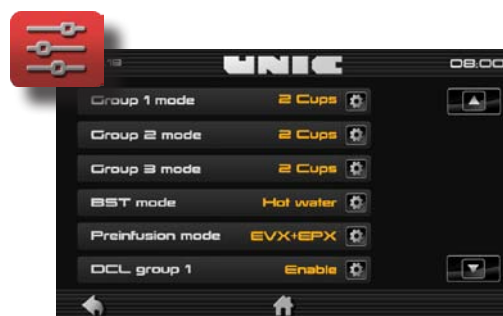 UNIC 08:00
Group 1 mode 2 Cups
Group 2 mode 2 Cups
Group 3 mode 2 Cups
BST mode Hot water
Preinfusion mode EVX+EPX
DCL group 1 Enable